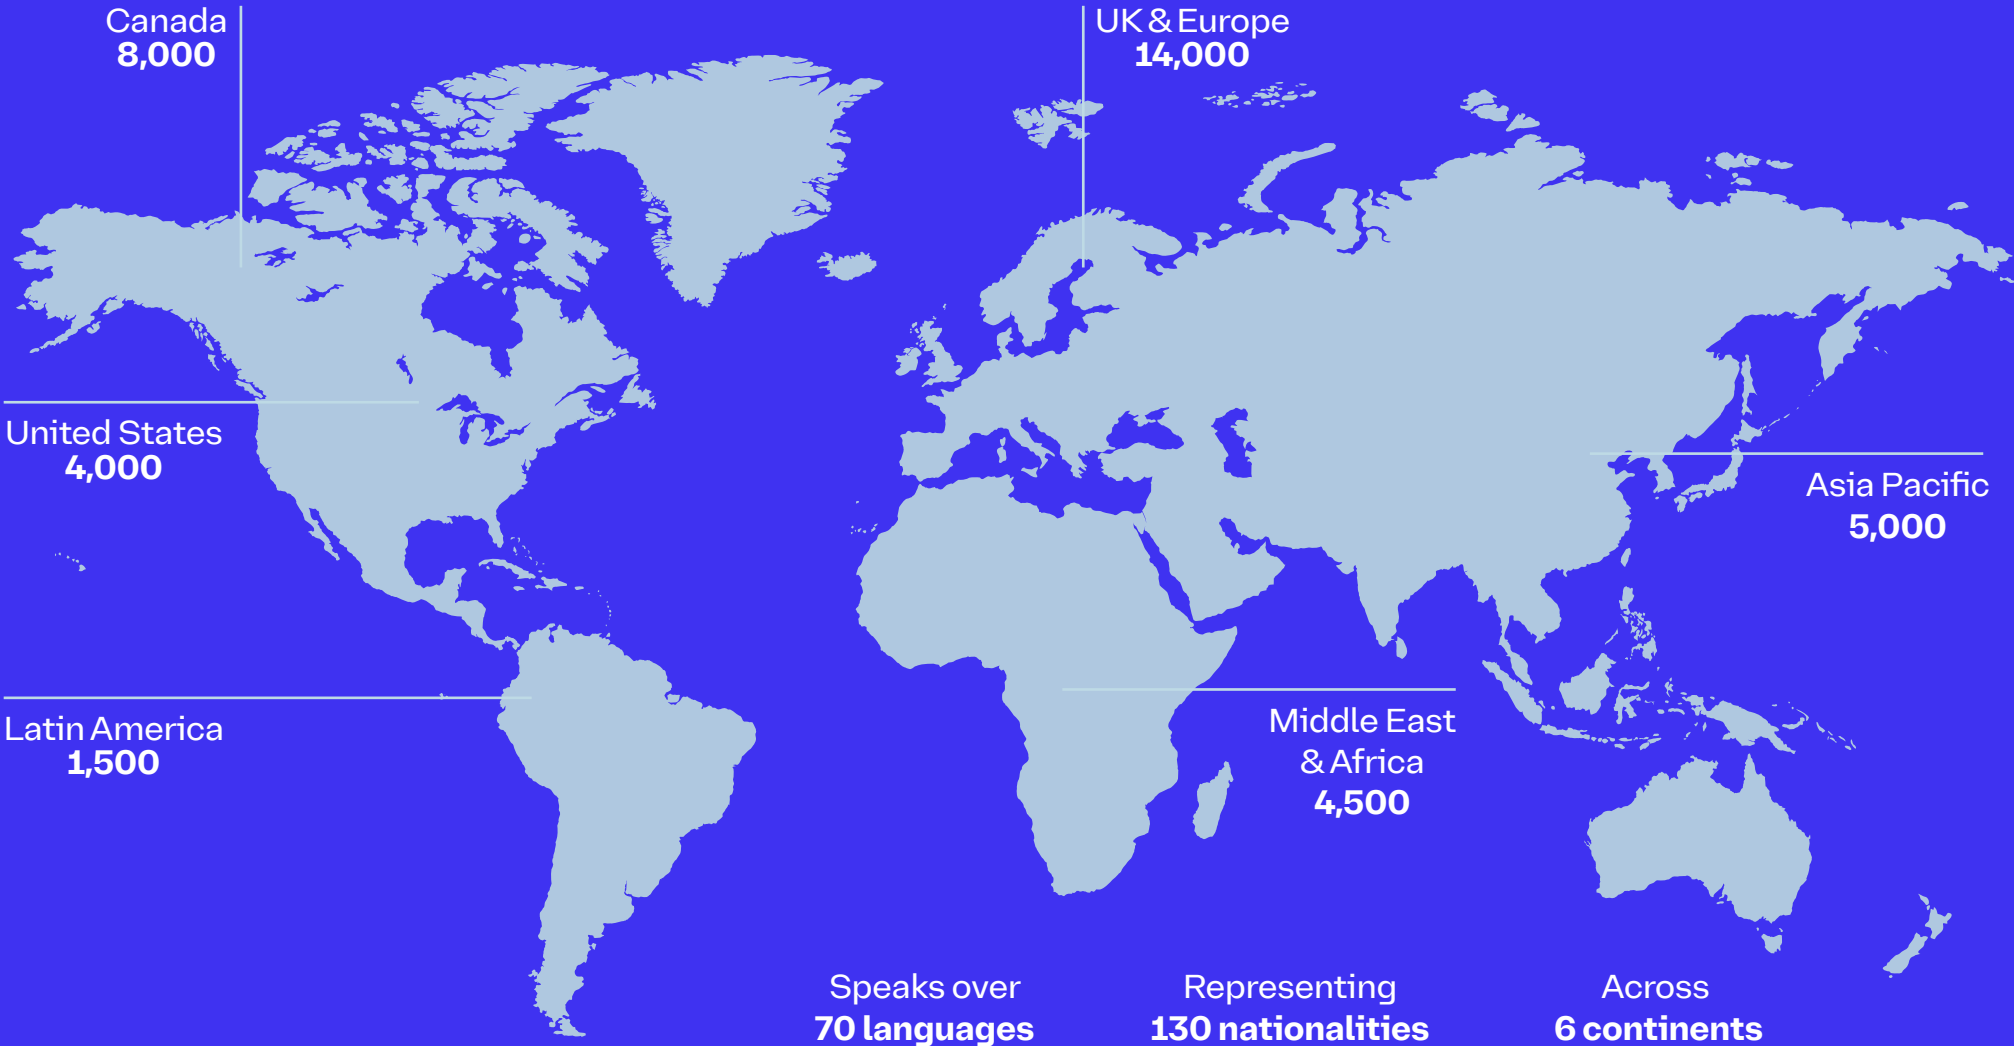 Canada
8,000
UK & Europe
14,000
United States
4,000
Asia Pacific
5,000
Latin America
1,500
Middle East
& Africa
4,500
Speaks over
70 languages
Representing
130 nationalities
Across
6 continents